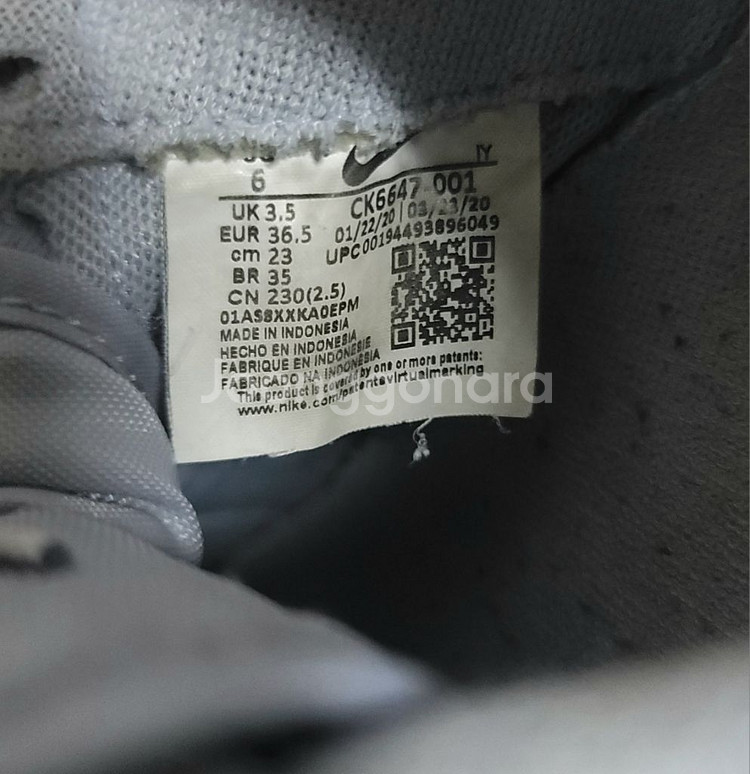 6
IY
UK 3.5
EUR 36.5
cm 23
BR 35
CN 230(2.5)
CK6647-001
01/22/20 | 03/23/20
UPC00194493896049
01ASSXXKA0EPM
MADE IN INDONESIA
HECHO EN INDONESIA
FABRIQUE EN INDONESIE
FABRICADO NA INDONESIA
This product is covered by one or more patents:
www.nike.com/patentsvirtualmarking